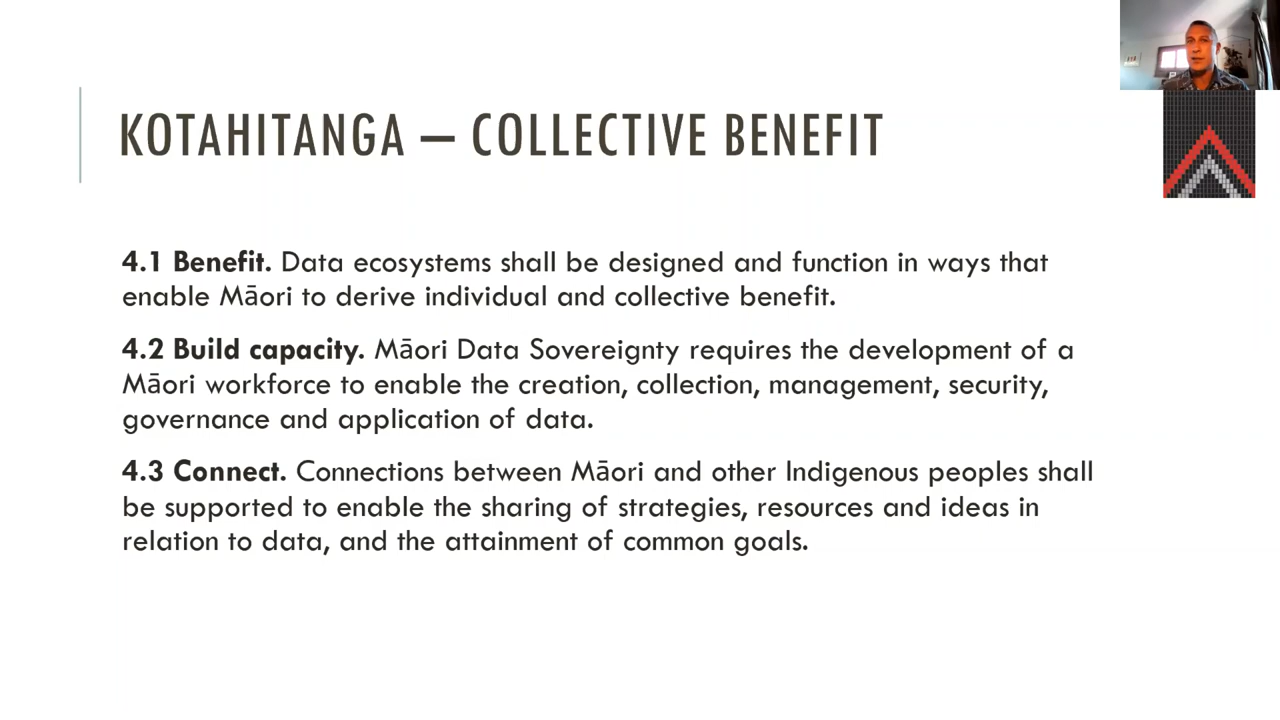 KOTAHITANGA – COLLECTIVE BENEFIT
4.1 Benefit. Data ecosystems shall be designed and function in ways that
enable Māori to derive individual and collective benefit.
4.2 Build capacity. Māori Data Sovereignty requires the development of a
Māori workforce to enable the creation, collection, management, security,
governance and application of data.
4.3 Connect. Connections between Māori and other Indigenous peoples shall
be supported to enable the sharing of strategies, resources and ideas in
relation to data, and the attainment of common goals.